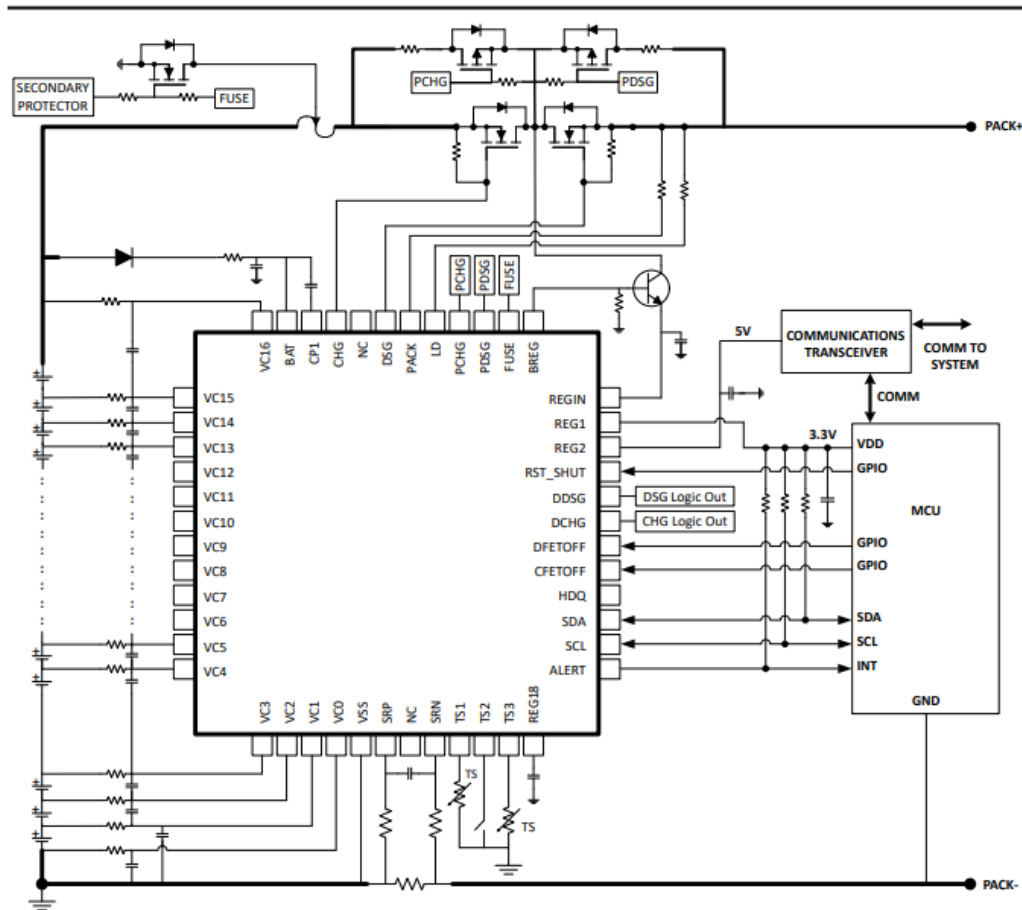 SECONDARY
PROTECTOR
FUSE
PCHG
PDSG
PACK+
PCHG
PDSG
FUSE
VC16
BAT
CP1
CHG
NC
DSG
PACK
LD
PCHG
PDSG
FUSE
BREG
5V
COMMUNICATIONS
TRANSCEIVER
COMM TO
SYSTEM
COMM
VC15
VC14
VC13
VC12
VC11
VC10
VC9
VC8
VC7
VC6
VC5
VC4
REGIN
REG1
REG2
RST_SHUT
DDSG
DCHG
DFETOFF
CFETOFF
HDQ
SDA
SCL
ALERT
DSG Logic Out
CHG Logic Out
3.3V
VDD
GPIO
MCU
GPIO
GPIO
SDA
SCL
INT
GND
VC3
VC2
VC1
VC0
VSS
SRP
NC
SRN
TS1
TS2
TS3
REG18
TS
TS
PACK-